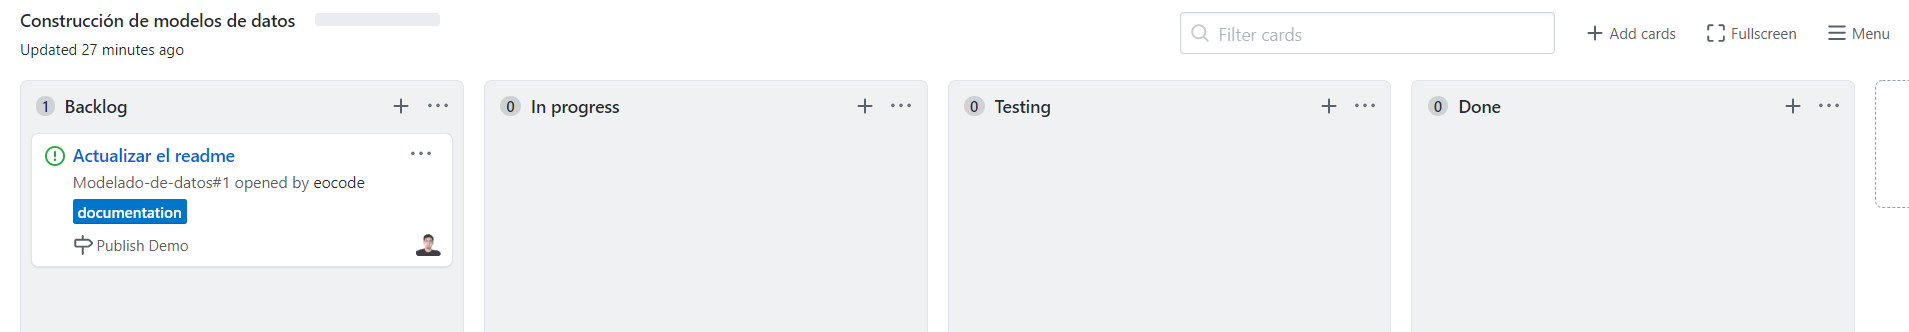 Construcción de modelos de datos
Updated 27 minutes ago
Filter cards
Add cards
Fullscreen
Menu
1 Backlog
Actualizar el readme
Modelado-de-datos#1 opened by eocode
documentation
Publish Demo
0 In progress
0 Testing
0 Done